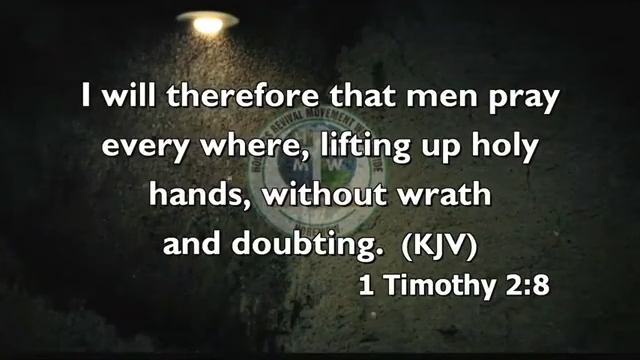 I will therefore that men pray
every where, lifting up holy
hands, without wrath
and doubting. (KJV)
1 Timothy 2:8